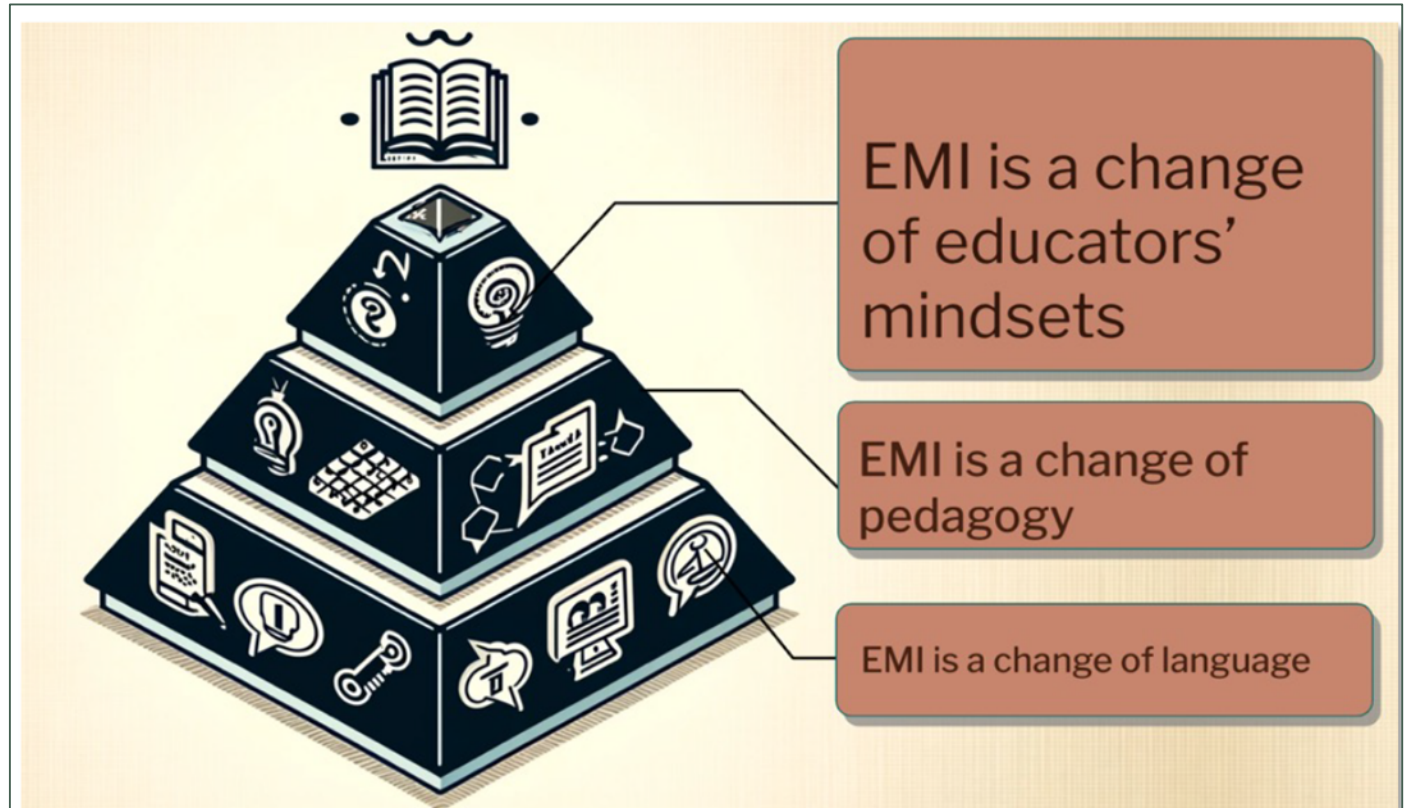 EMI is a change
of educators’
mindsets
EMI is a change of
pedagogy
EMI is a change of language